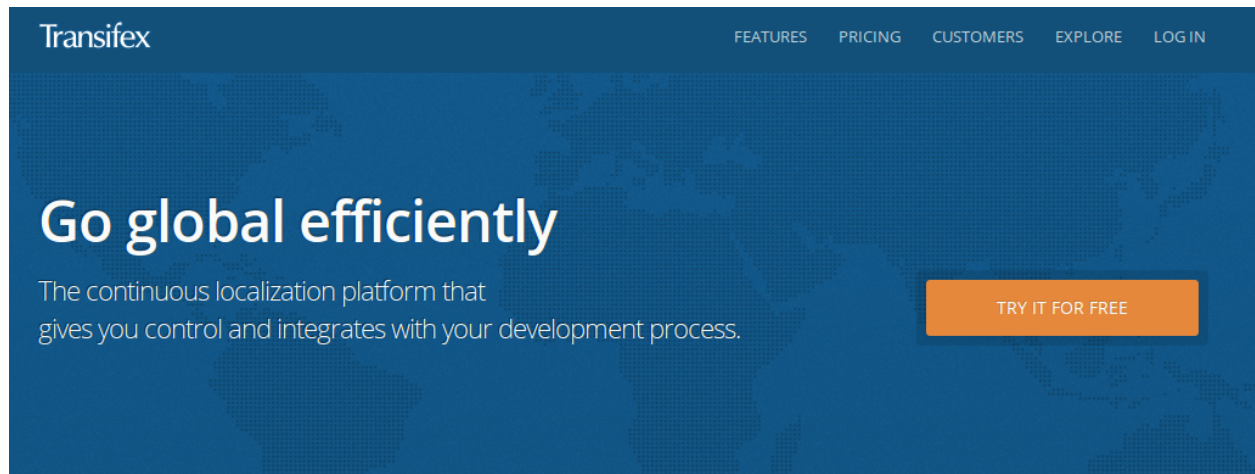 Transifex
FEATURES PRICING CUSTOMERS EXPLORE LOG IN
Go global efficiently
The continuous localization platform that
gives you control and integrates with your development process.
TRY IT FOR FREE